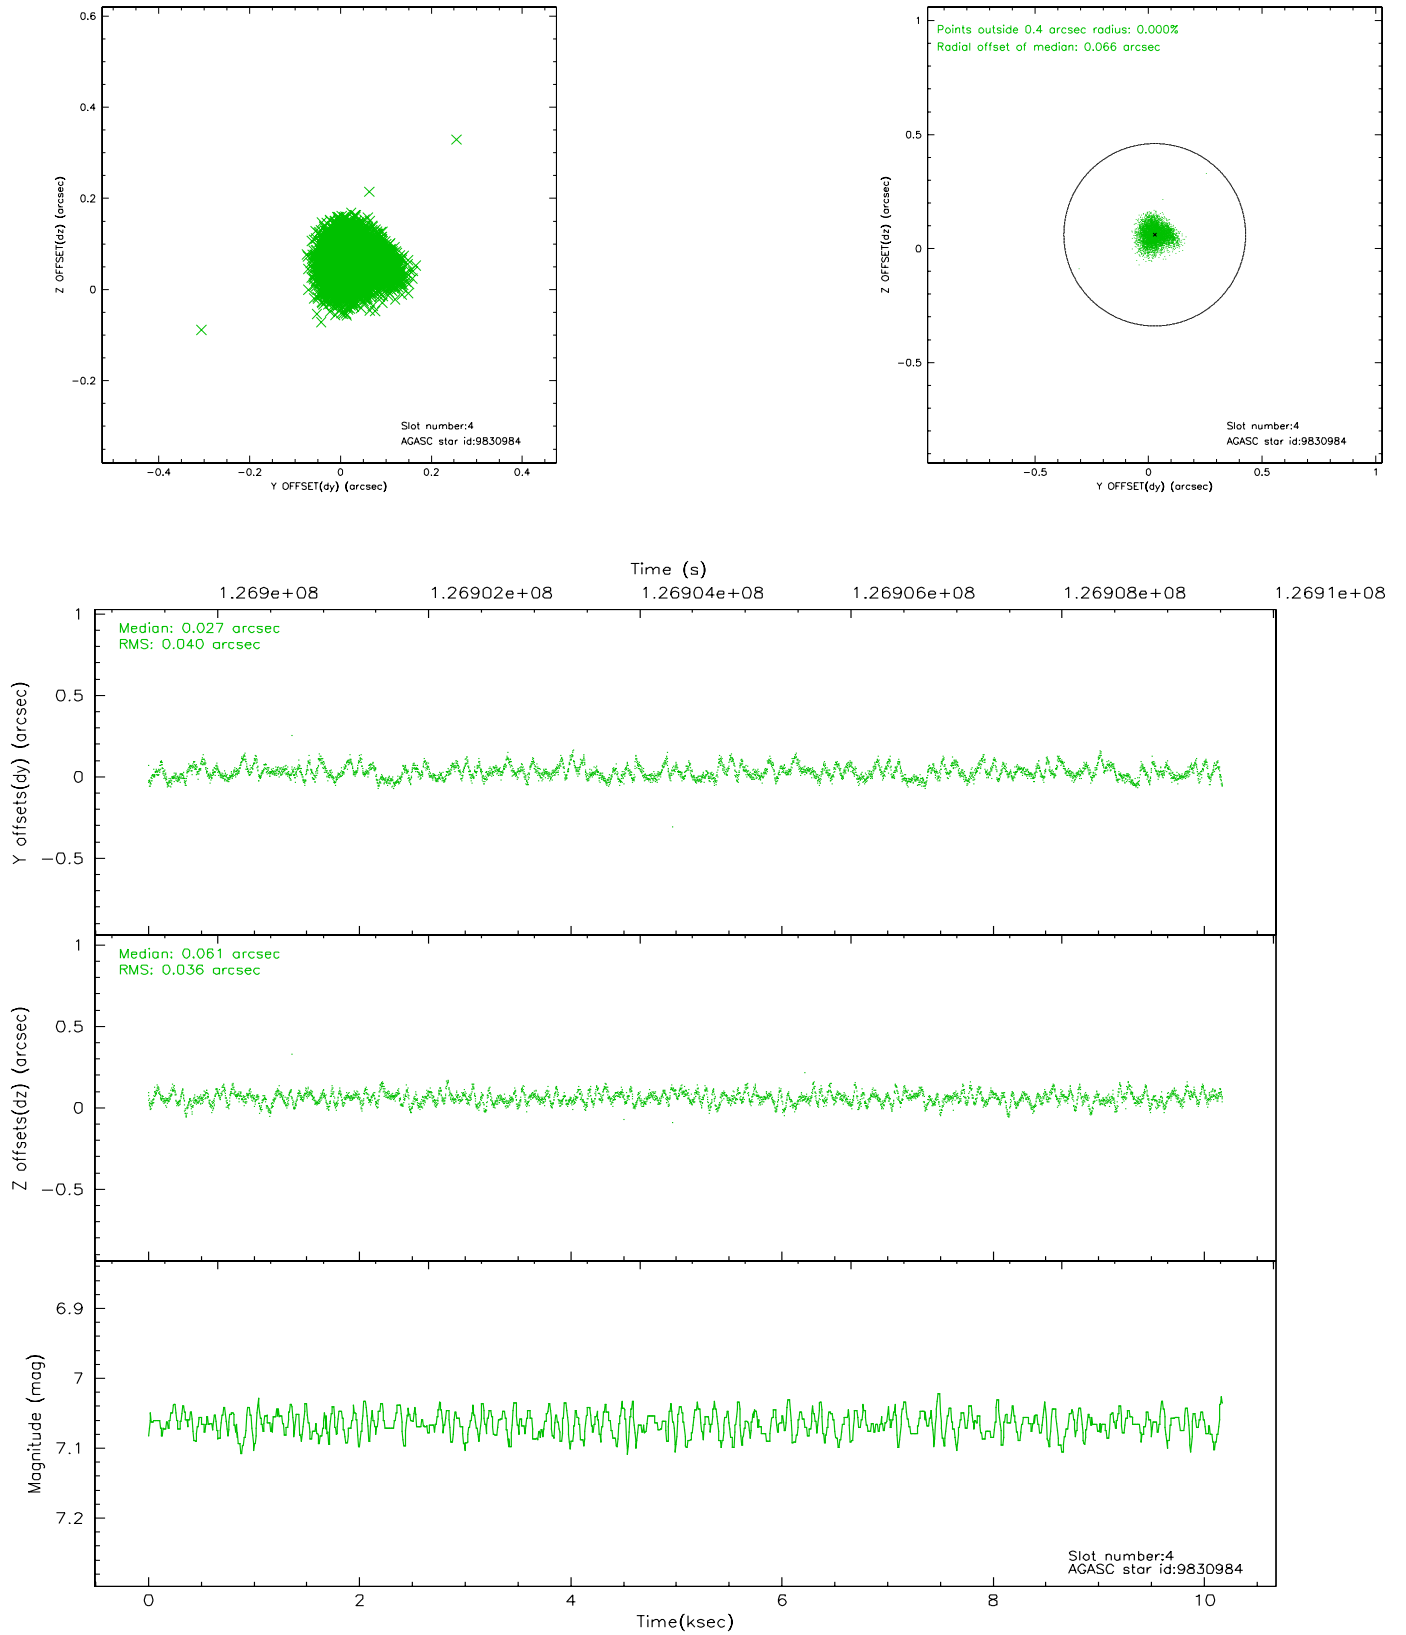 0.6
0.4
0.2
0
−0.2
Z OFFSET(dz) (arcsec)
−0.4 −0.2 0 0.2 0.4
Y OFFSET(dy) (arcsec)
Slot number:4
AGASC star id:9830984
Points outside 0.4 arcsec radius: 0.000%
Radial offset of median: 0.066 arcsec
1
0.5
0
−0.5
Z OFFSET(dz) (arcsec)
−0.5 0 0.5 1
Y OFFSET(dy) (arcsec)
Slot number:4
AGASC star id:9830984
Time (s)
1.269e+08 1.26902e+08 1.26904e+08 1.26906e+08 1.26908e+08 1.2691e+08
Median: 0.027 arcsec
RMS: 0.040 arcsec
1
0.5
0
−0.5
Y offsets(dy) (arcsec)
Median: 0.061 arcsec
RMS: 0.036 arcsec
1
0.5
0
−0.5
Z offsets(dz) (arcsec)
6.9
7
7.1
7.2
Magnitude (mag)
Slot number:4
AGASC star id:9830984
0 2 4 6 8 10
Time(ksec)